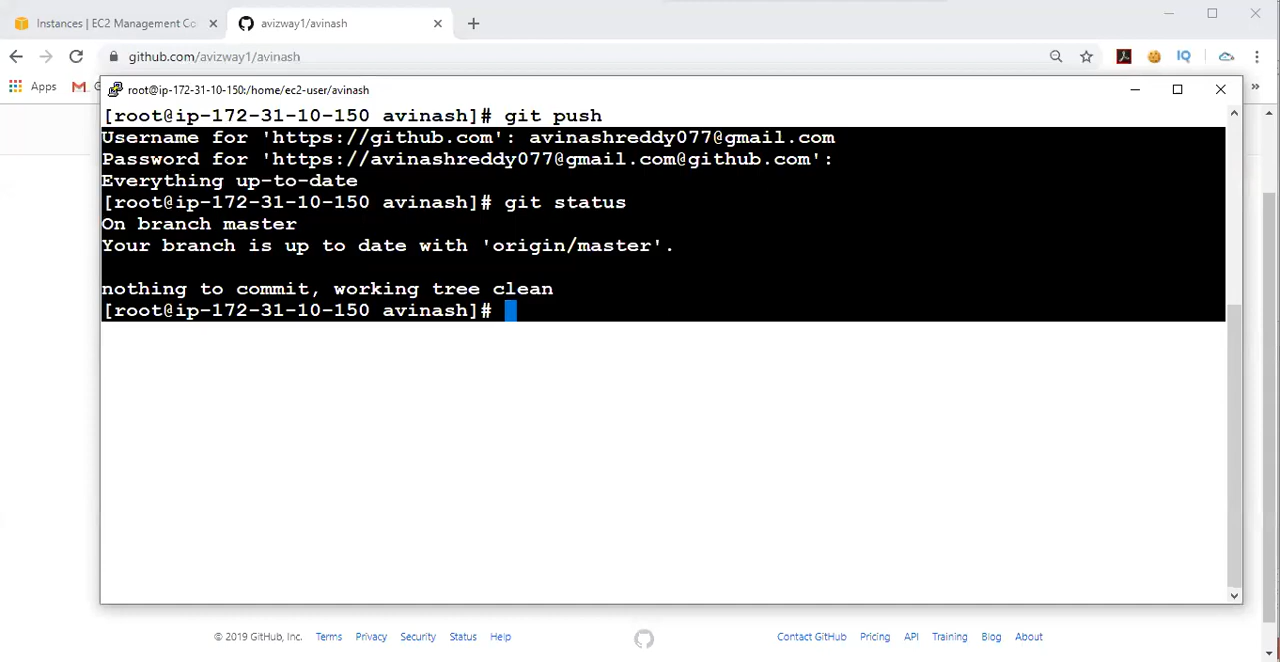 Instances | EC2 Management Co
avizway1/avinash
github.com/avizway1/avinash
Apps
root@ip-172-31-10-150:/home/ec2-user/avinash
[root@ip-172-31-10-150 avinash]# git push
Username for 'https://github.com': avinashreddy077@gmail.com
Password for 'https://avinashreddy077@gmail.com@github.com':
Everything up-to-date
[root@ip-172-31-10-150 avinash]# git status
On branch master
Your branch is up to date with 'origin/master'.
nothing to commit, working tree clean
[root@ip-172-31-10-150 avinash]#
© 2019 GitHub, Inc. Terms Privacy Security Status Help Contact GitHub Pricing API Training Blog About